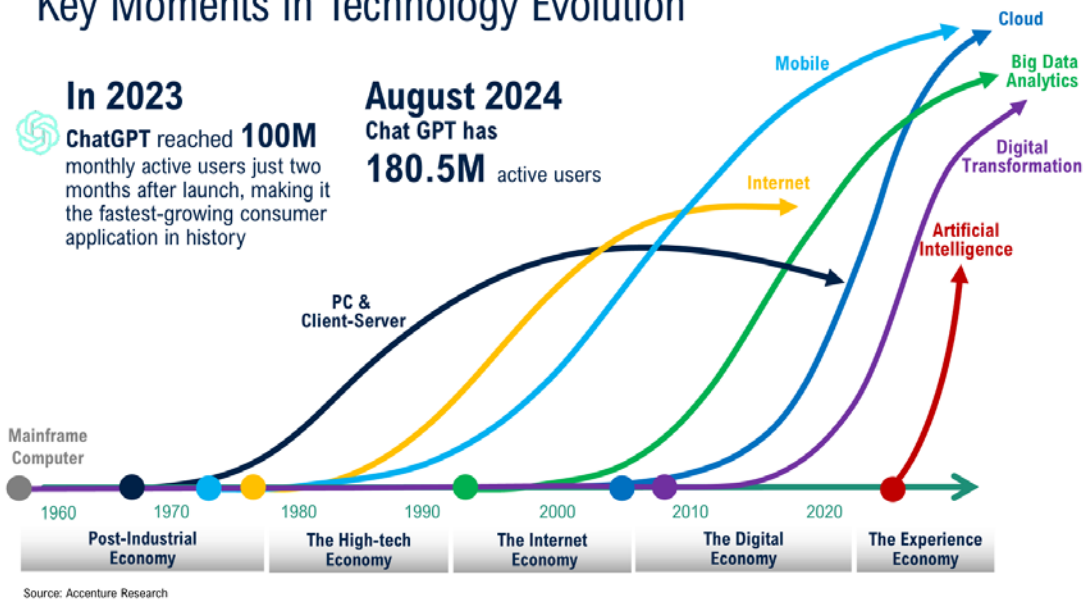 Key Moments in Technology Evolution
In 2023
ChatGPT reached 100M
monthly active users just two
months after launch, making it
the fastest-growing consumer
application in history
August 2024
Chat GPT has
180.5M active users
Cloud
Mobile
Big Data
Analytics
Digital
Transformation
Internet
Artificial
Intelligence
PC &
Client-Server
Mainframe
Computer
1960
1970
1980
1990
2000
2010
2020
Post-Industrial
Economy
The High-tech
Economy
The Internet
Economy
The Digital
Economy
The Experience
Economy
Source: Accenture Research